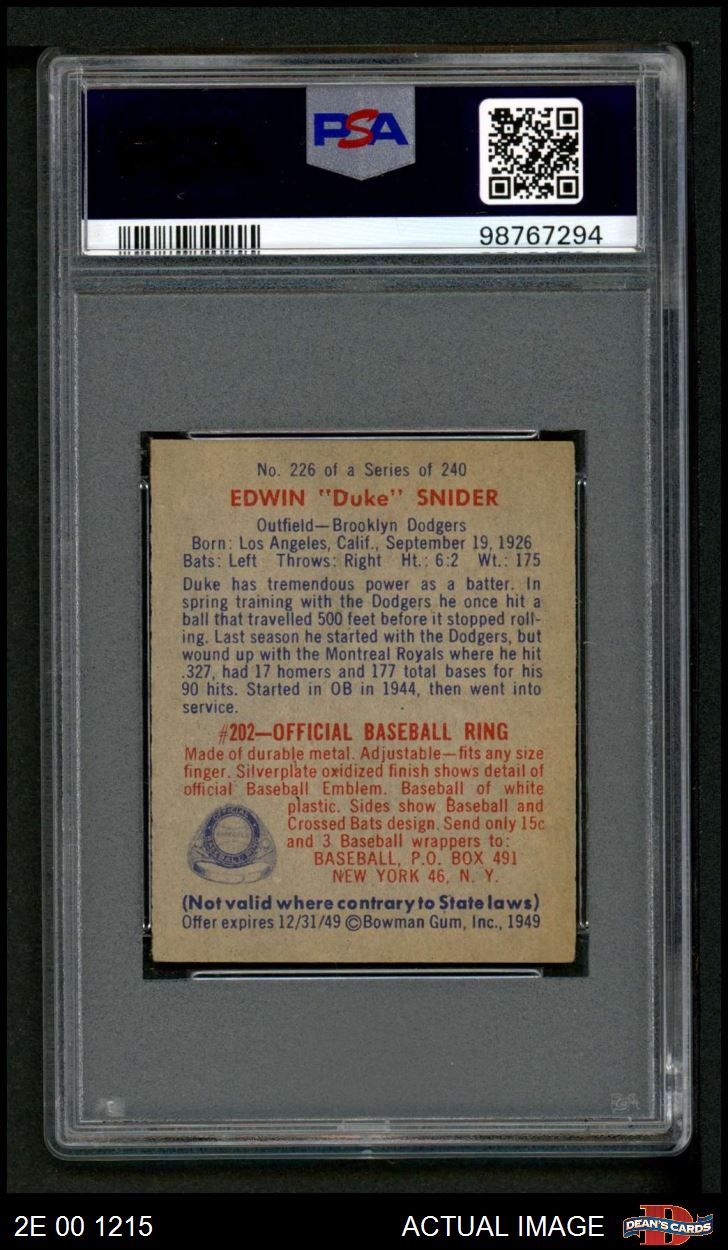 PSA
98767294
No. 226 of a Series of 240
EDWIN "Duke" SNIDER
Outfield—Brooklyn Dodgers
Born: Los Angeles, Calif., September 19, 1926
Bats: Left Throws: Right Ht.: 6:2 Wt.: 175
Duke has tremendous power as a batter. In
spring training with the Dodgers he once hit a
ball that travelled 500 feet before it stopped roll-
ing. Last season he started with the Dodgers, but
wound up with the Montreal Royals where he hit
.327, had 17 homers and 177 total bases for his
90 hits. Started in OB in 1944, then went into
service.
#202—OFFICIAL BASEBALL RING
Made of durable metal. Adjustable—fits any size
finger. Silverplate oxidized finish shows detail of
official Baseball Emblem. Baseball of white
plastic. Sides show Baseball and
Crossed Bats design. Send only 15c
and 3 Baseball wrappers to:
BASEBALL, P.O. BOX 491
NEW YORK 46, N. Y.
OFFICIAL
BASEBALL RING
(Not valid where contrary to State laws)
Offer expires 12/31/49 ©Bowman Gum, Inc., 1949
2E 00 1215
ACTUAL IMAGE
DEAN'S CARDS